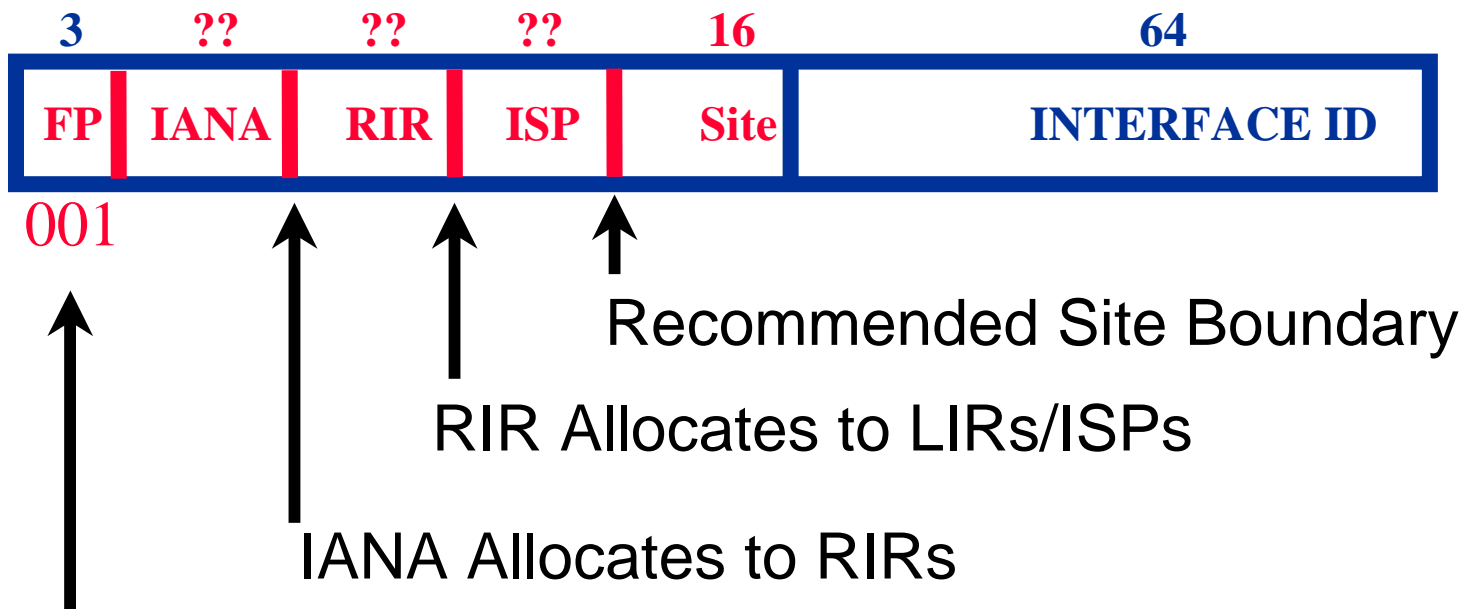 3 ?? ?? ?? 16 64
FP IANA RIR ISP Site INTERFACE ID
001
Recommended Site Boundary
RIR Allocates to LIRs/ISPs
IANA Allocates to RIRs